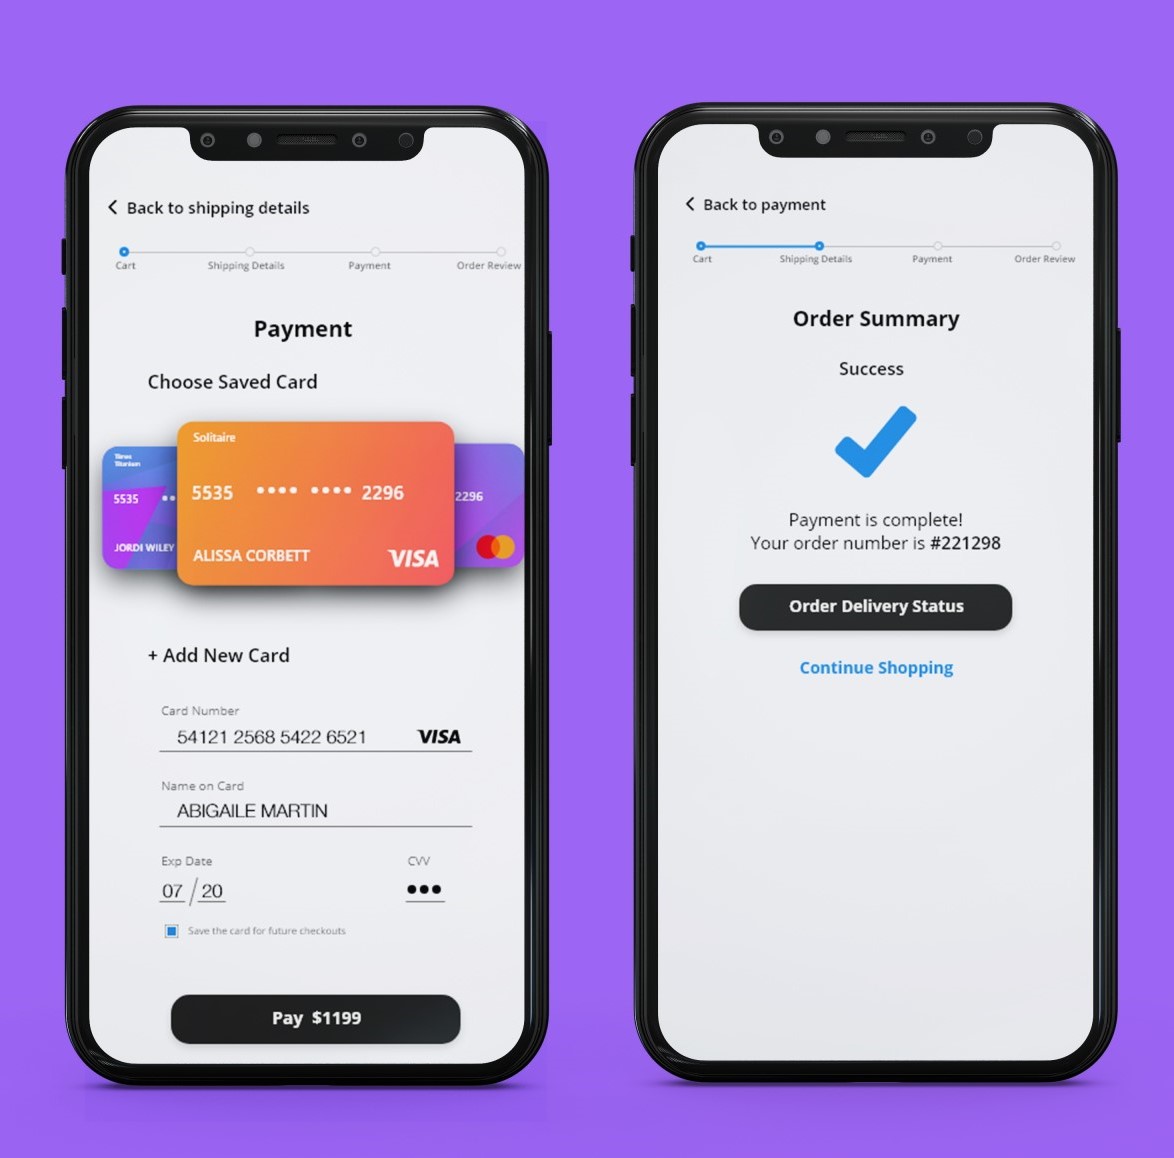 Back to shipping details
Cart
Shipping Details
Payment
Order Review
Payment
Choose Saved Card
Titanium
5535
JORDI WILEY
Solitaire
5535 •••• •••• 2296
ALISSA CORBETT
VISA
2296
+ Add New Card
Card Number
54121 2568 5422 6521
VISA
Name on Card
ABIGAILE MARTIN
Exp Date
CVV
07 / 20
•••
Save the card for future checkouts
Pay $1199
Back to payment
Cart
Shipping Details
Payment
Order Review
Order Summary
Success
Payment is complete!
Your order number is #221298
Order Delivery Status
Continue Shopping